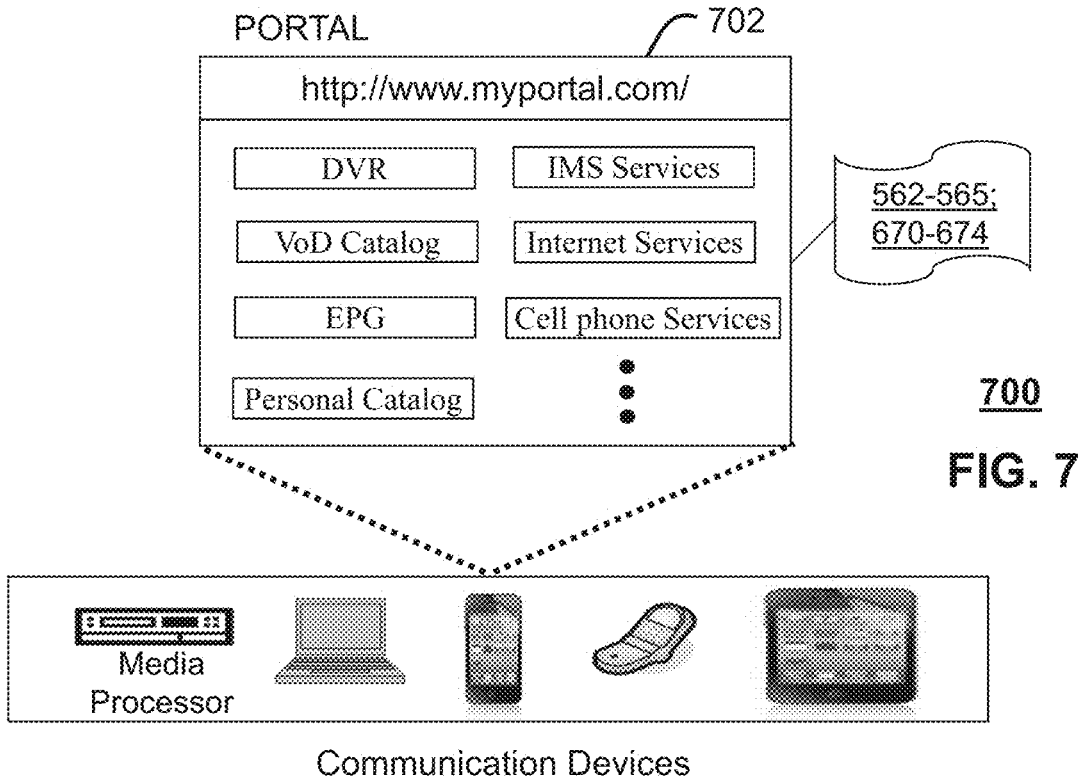 PORTAL
702
http://www.myportal.com/
DVR
IMS Services
VoD Catalog
Internet Services
EPG
Cell phone Services
Personal Catalog
562-565;
670-674
700
FIG. 7
Media
Processor
Communication Devices